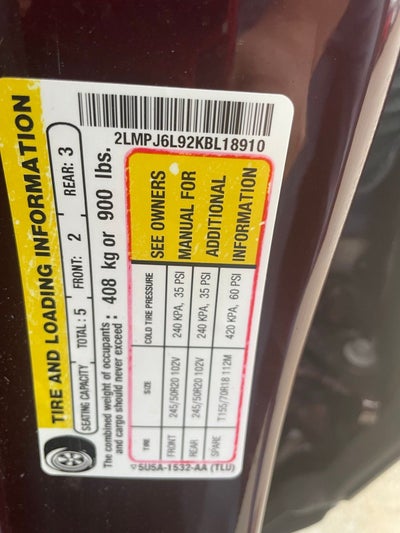 2LMPJ6L92KBL18910
TIRE AND LOADING INFORMATION
SEATING CAPACITY TOTAL: 5 FRONT: 2 REAR: 3
The combined weight of occupants
and cargo should never exceed : 408 kg or 900 lbs.
TIRE SIZE COLD TIRE PRESSURE SEE OWNERS
FRONT 245/50R20 102V 240 KPA, 35 PSI MANUAL FOR
REAR 245/50R20 102V 240 KPA, 35 PSI ADDITIONAL
SPARE T155/70R18 112M 420 KPA, 60 PSI INFORMATION
5U5A-1532-AA (TLU)